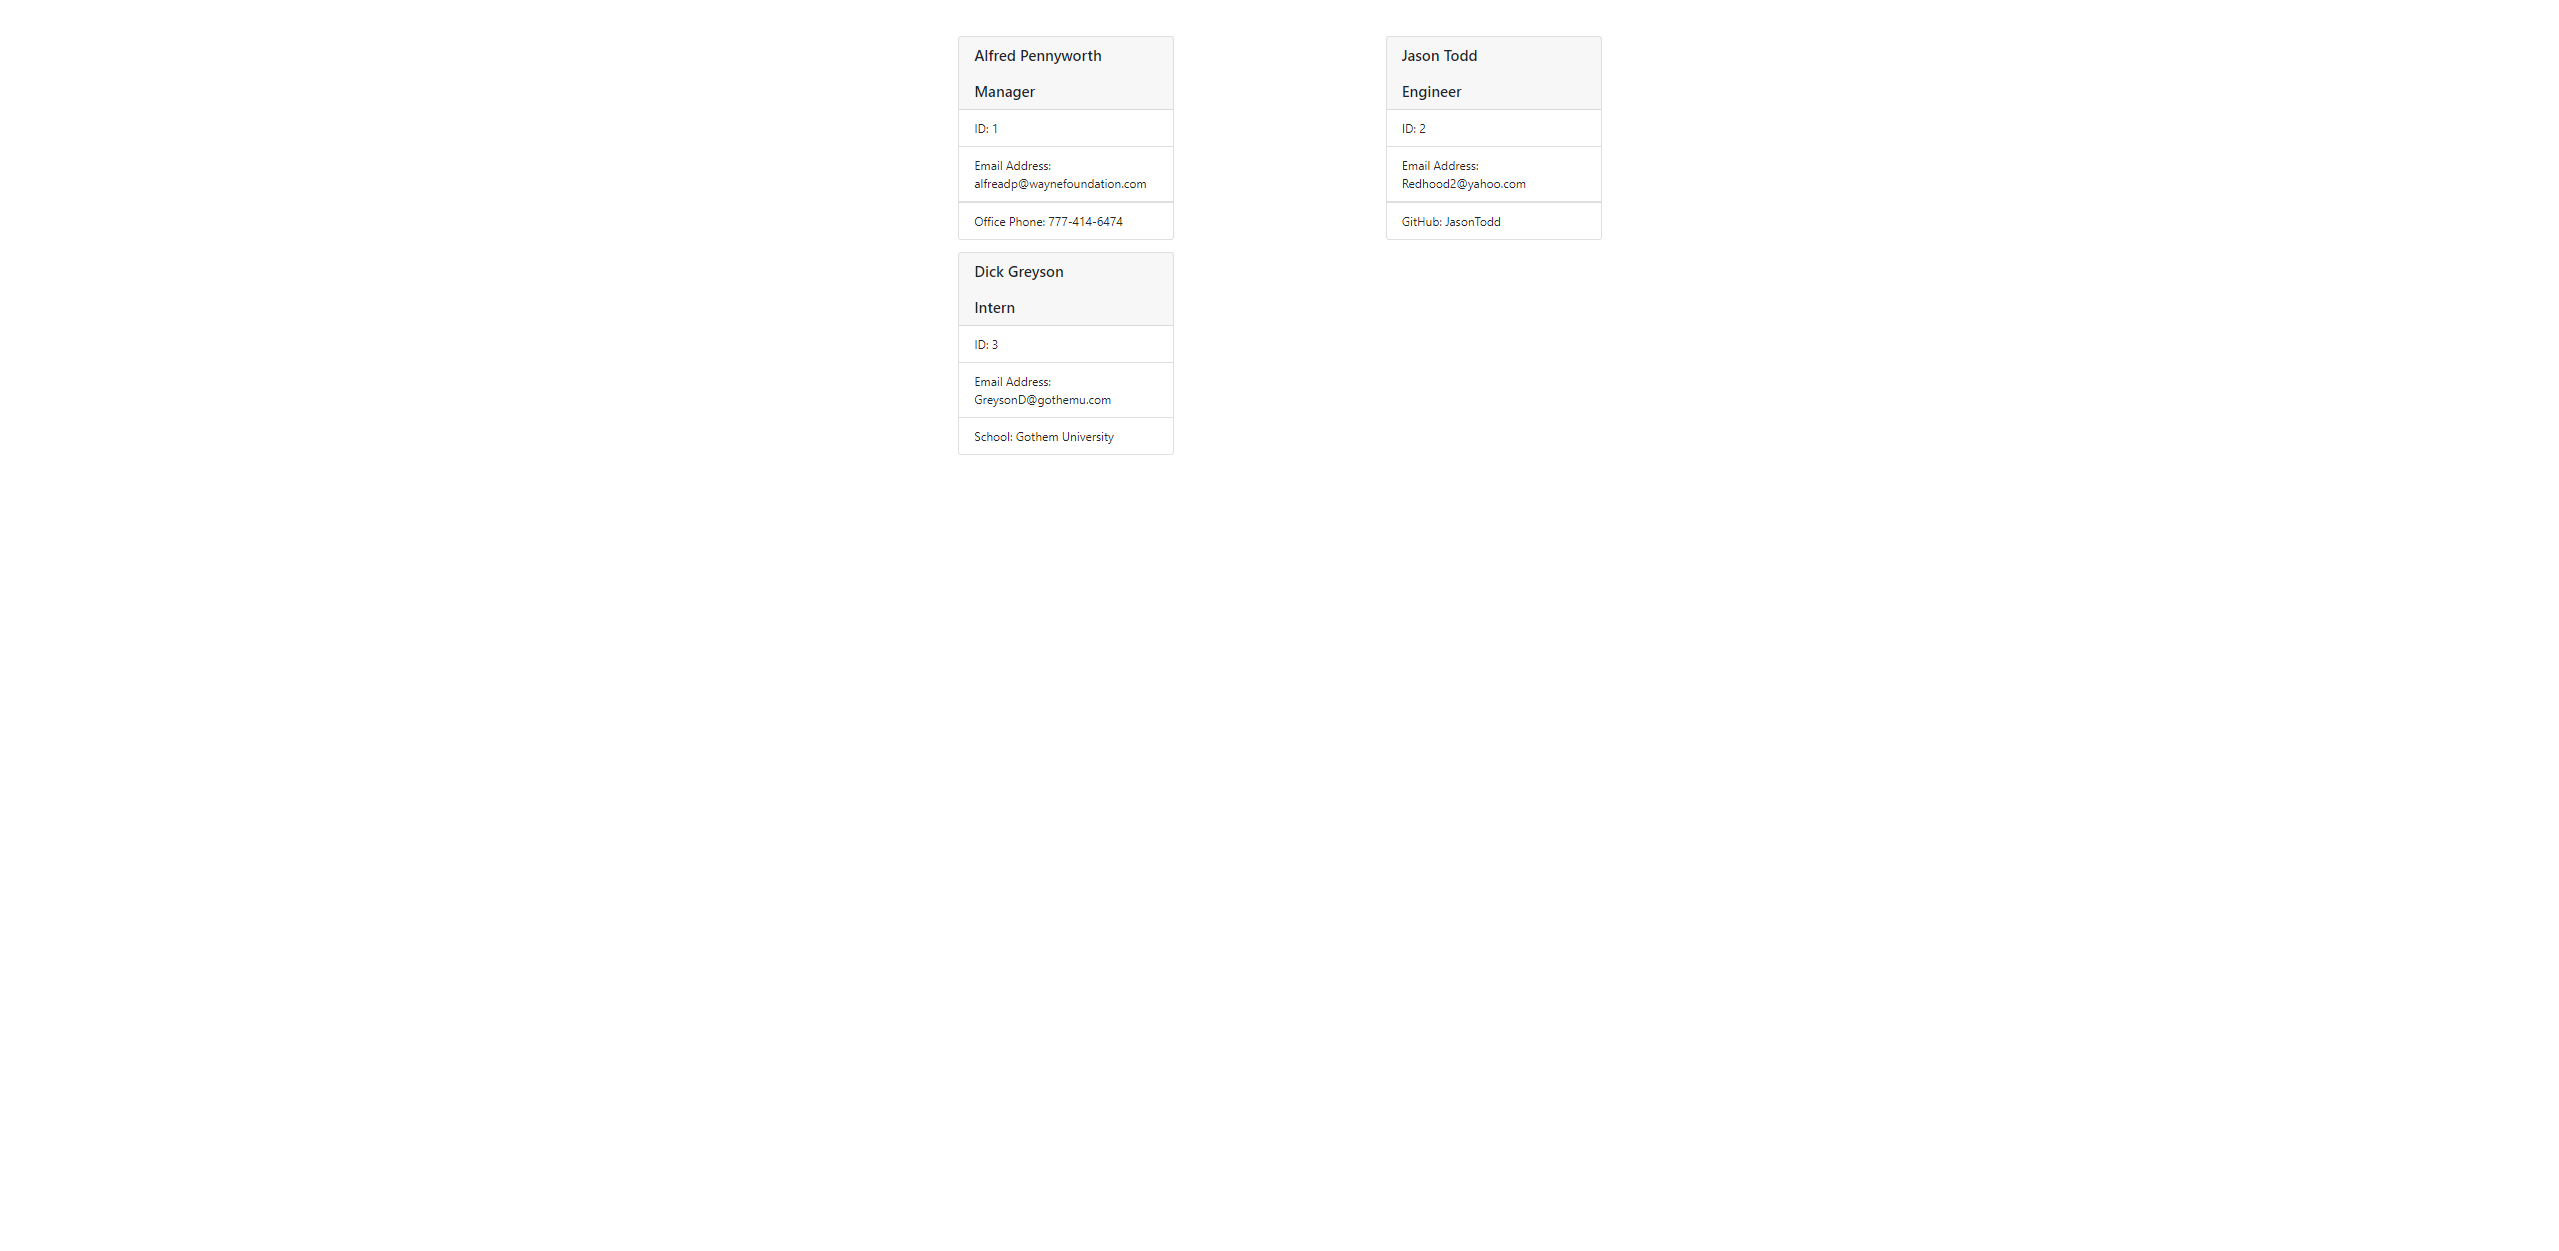 Alfred Pennyworth
Manager
ID: 1
Email Address:
alfreadp@waynefoundation.com
Office Phone: 777-414-6474
Jason Todd
Engineer
ID: 2
Email Address:
Redhood2@yahoo.com
GitHub: JasonTodd
Dick Greyson
Intern
ID: 3
Email Address:
GreysonD@gothemu.com
School: Gothem University